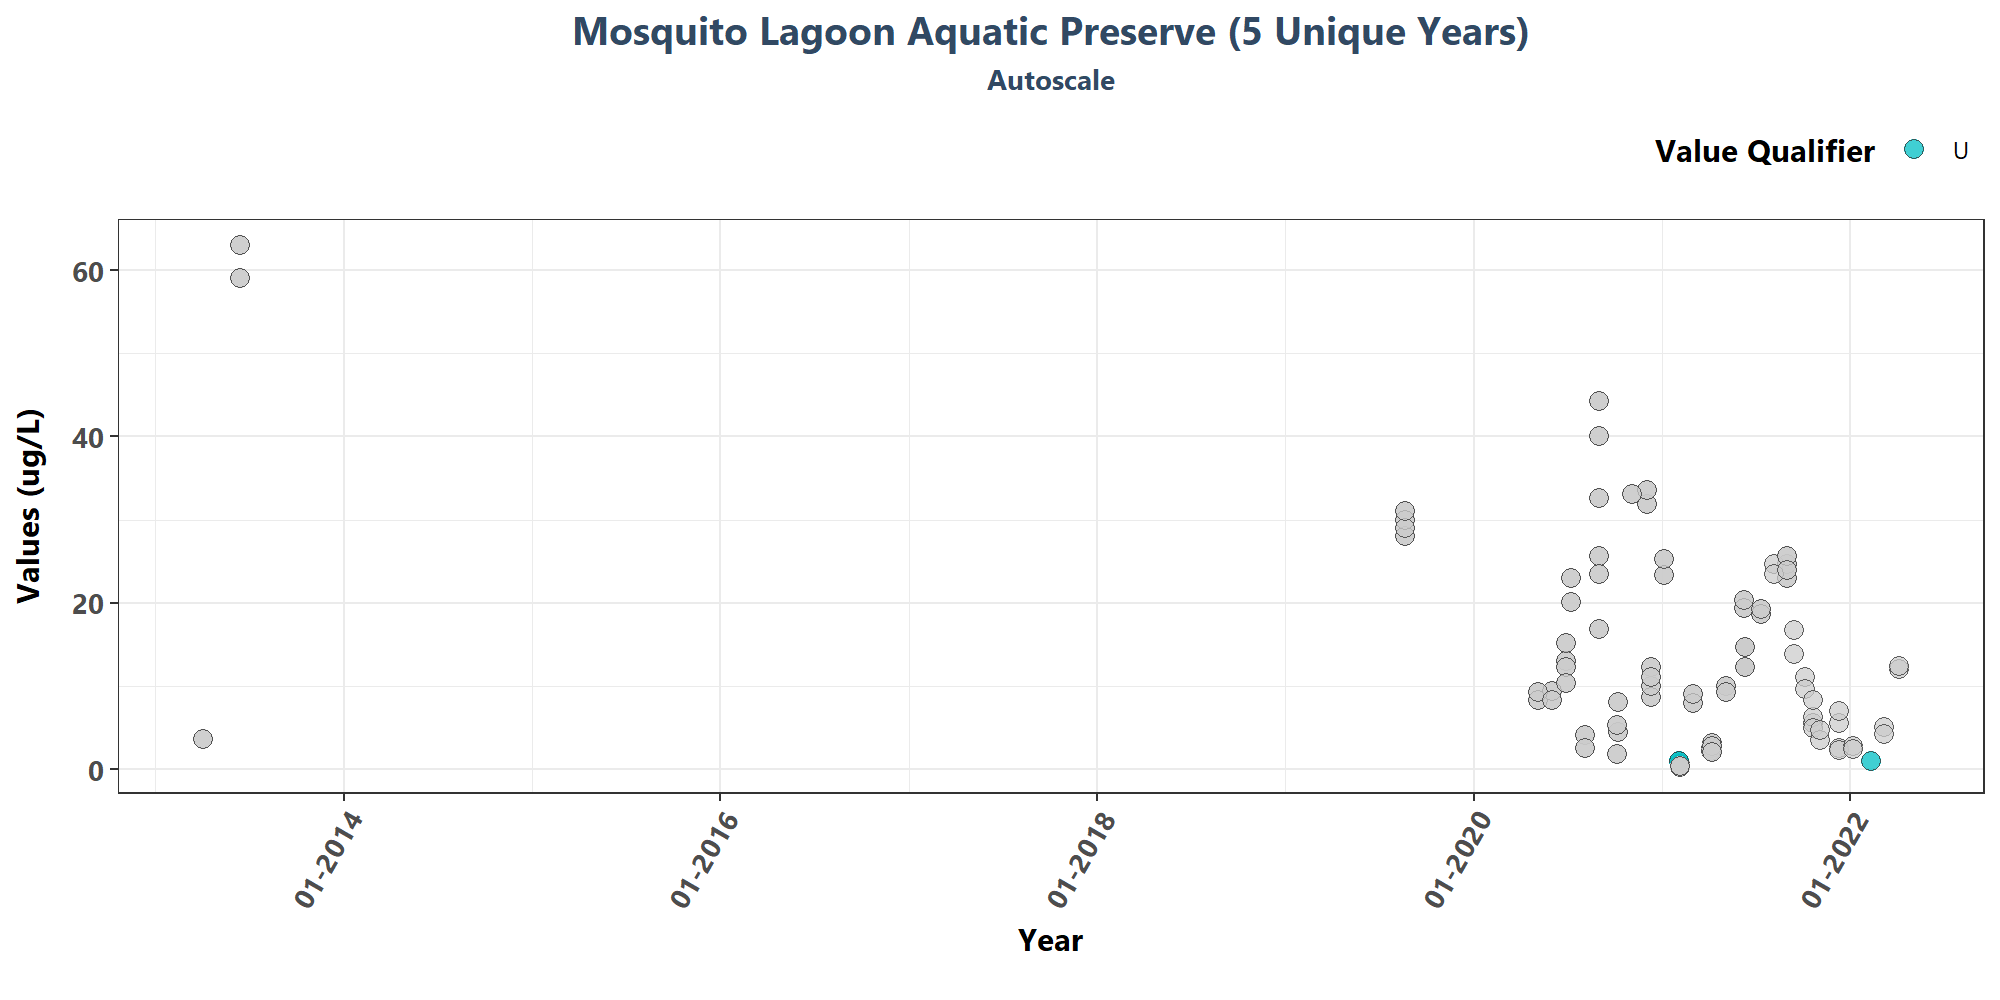 Mosquito Lagoon Aquatic Preserve (5 Unique Years)
Autoscale
Value Qualifier U
Values (ug/L)
60
40
20
0
01-2014
01-2016
01-2018
01-2020
01-2022
Year